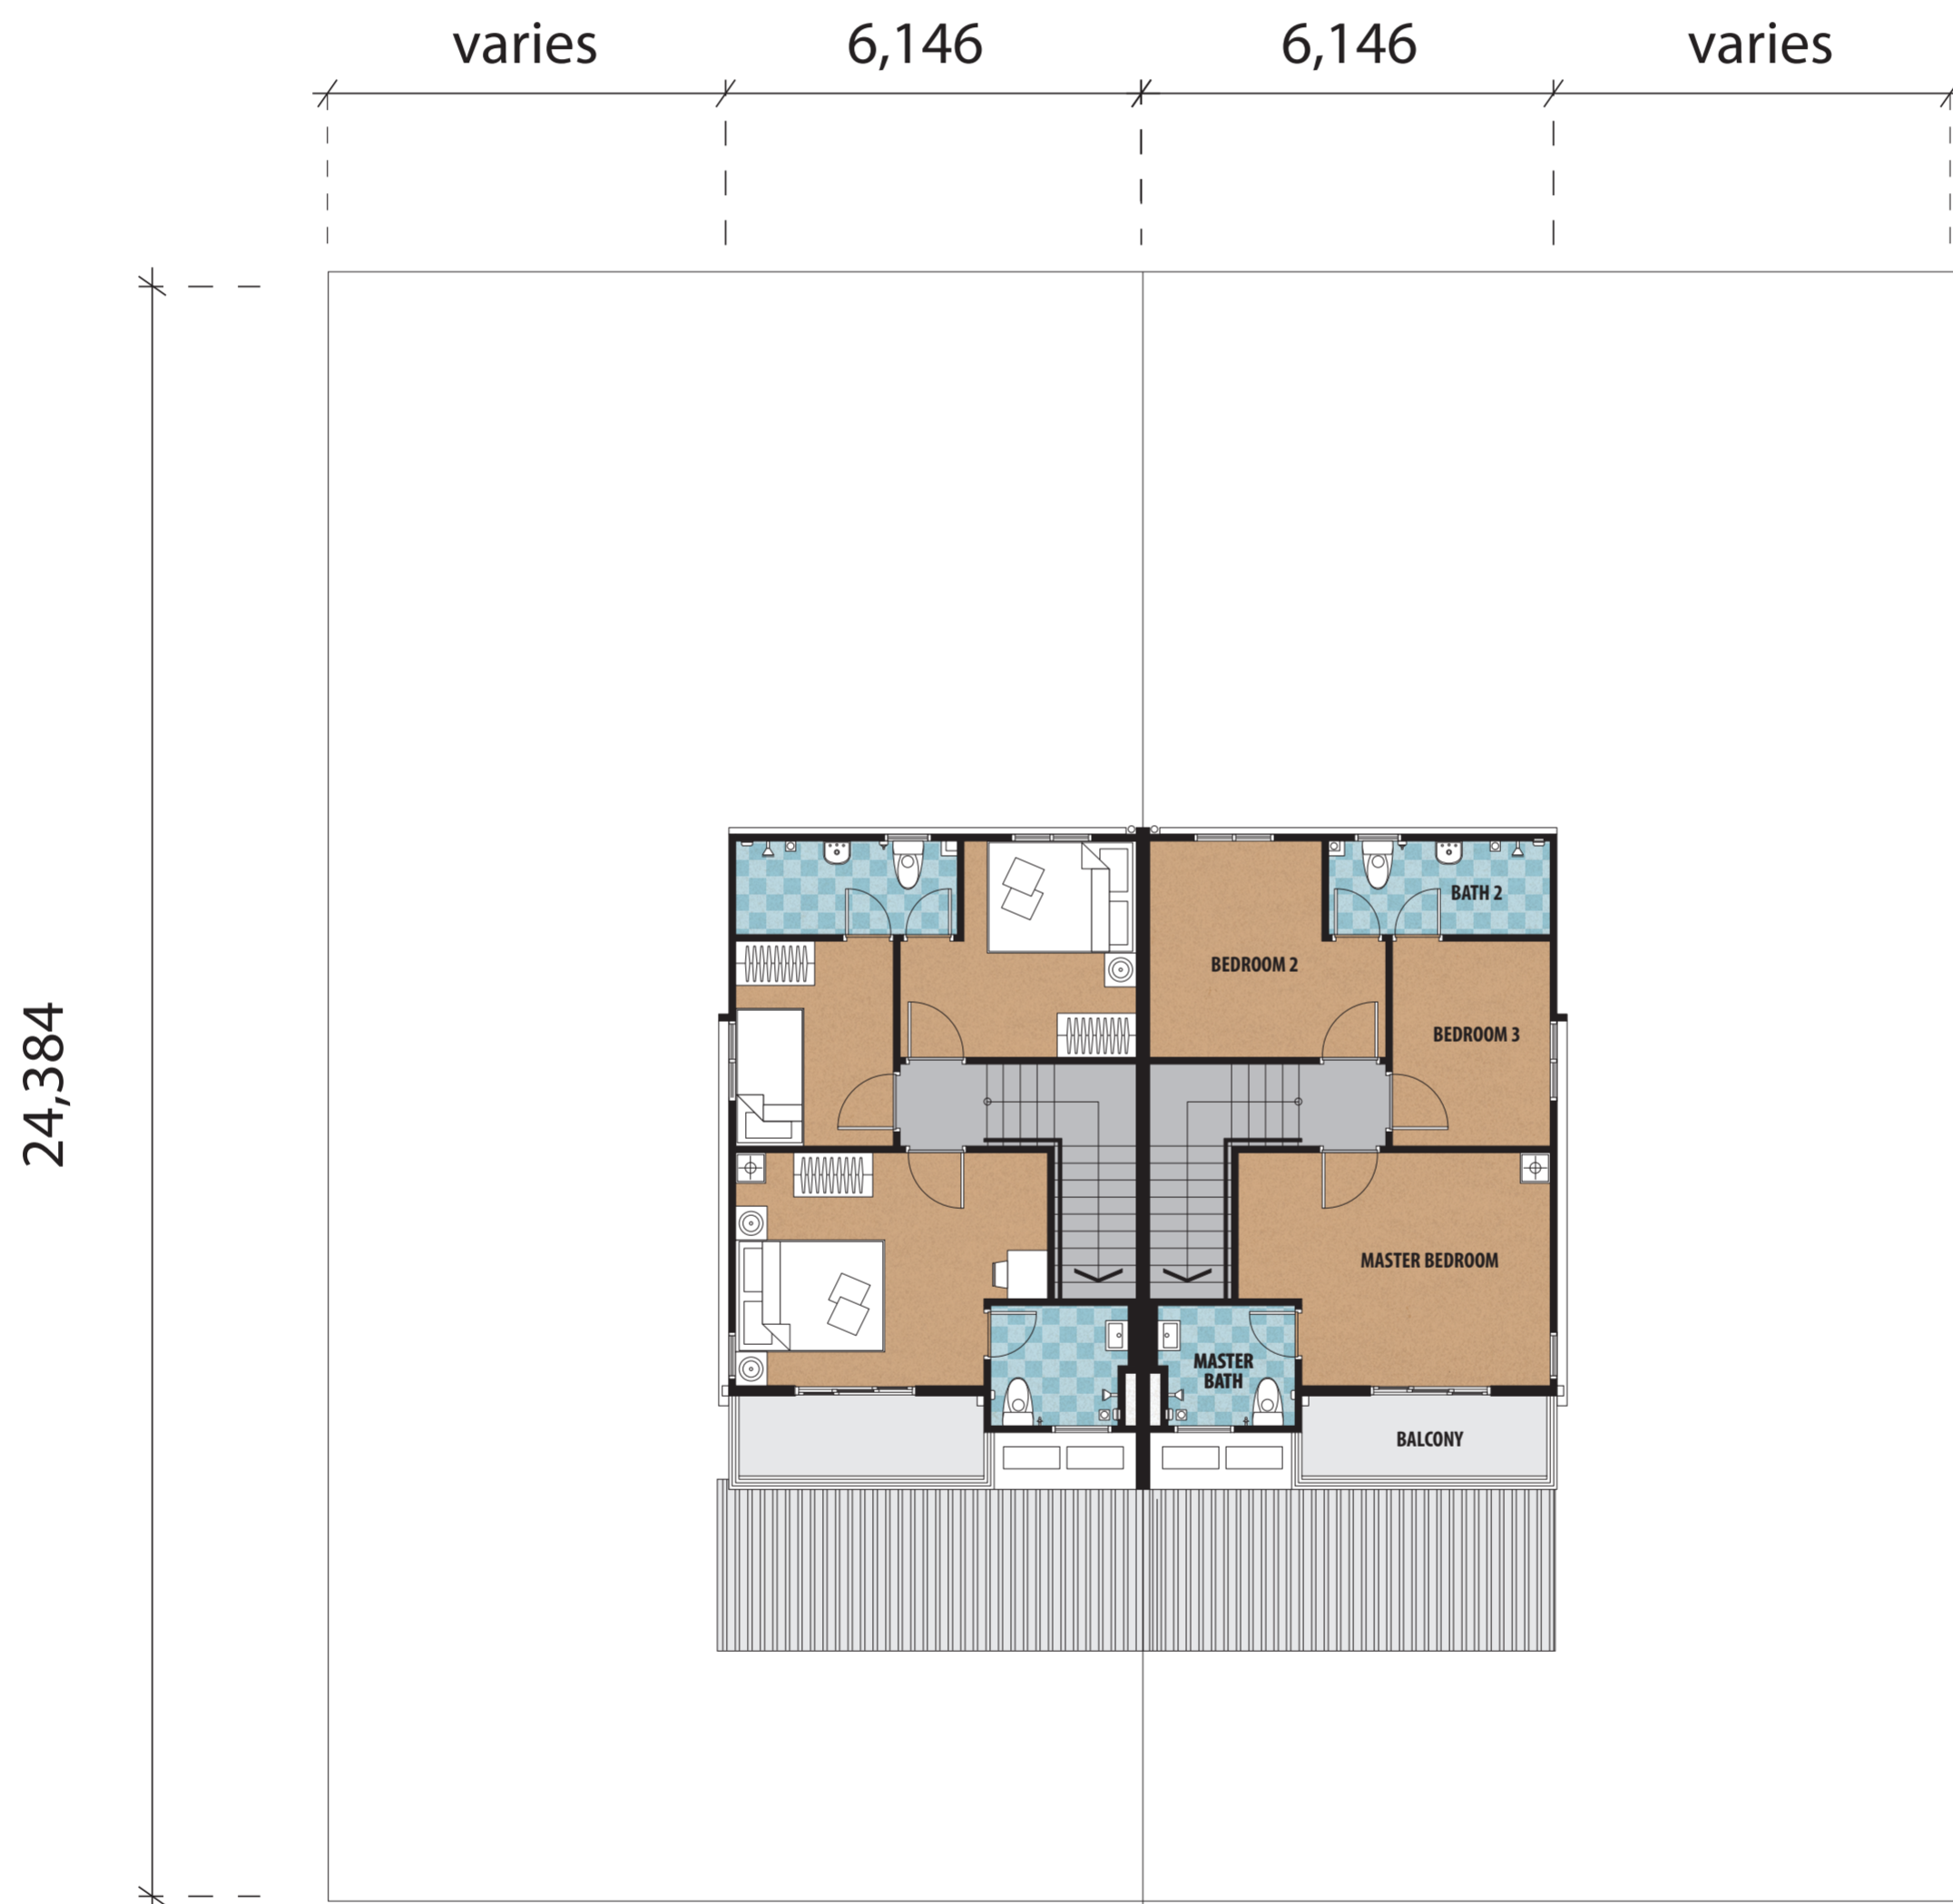 varies
6,146
6,146
varies
24,384
BATH 2
BEDROOM 2
BEDROOM 3
MASTER BEDROOM
MASTER
BATH
BALCONY